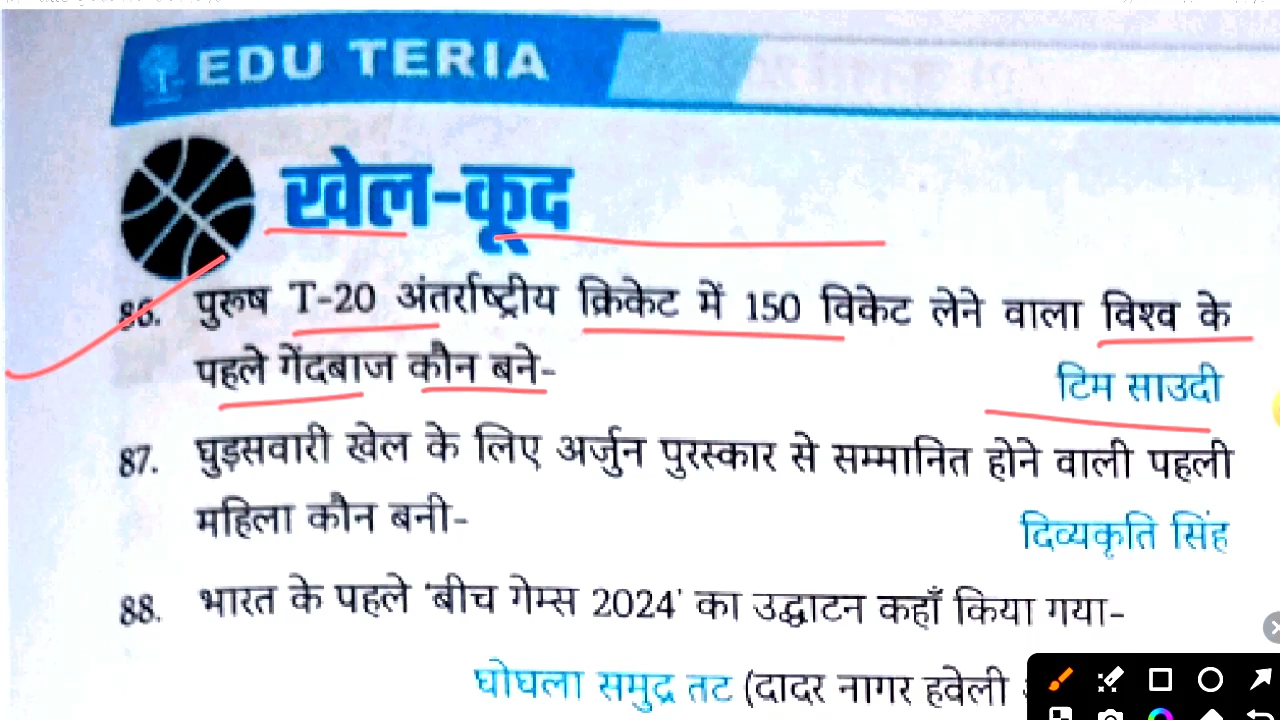 EDU TERIA
खेल-कूद
86. पुरूष T-20 अंतर्राष्ट्रीय क्रिकेट में 150 विकेट लेने वाला विश्व के
पहले गेंदबाज कौन बने-
टिम साउदी
87. घुड़सवारी खेल के लिए अर्जुन पुरस्कार से सम्मानित होने वाली पहली
महिला कौन बनी-
दिव्यकृति सिंह
88. भारत के पहले 'बीच गेम्स 2024' का उद्घाटन कहाँ किया गया-
घोघला समुद्र तट (दादर नागर हवेली